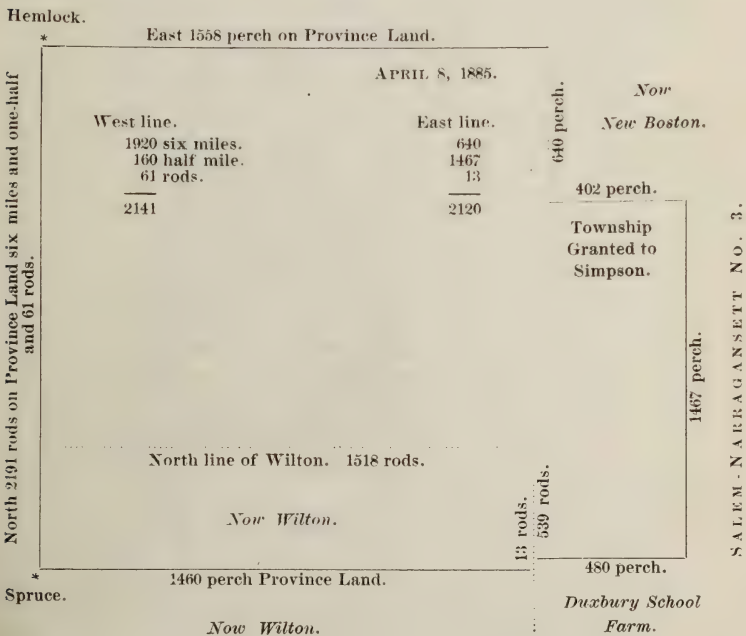 Hemlock.
East 1558 perch on Province Land.
APRIL 8, 1885.
West line.
1920 six miles.
160 half mile.
61 rods.
2141
East line.
640
1467
13
2120
640 perch.
Now
New Boston.
402 perch.
Township
Granted to
Simpson.
1467 perch.
SALEM-NARRAGANSETT NO. 3.
North 2191 rods on Province Land six miles and one-half
and 61 rods.
North line of Wilton. 1518 rods.
Now Wilton.
13 rods.
539 rods.
1460 perch Province Land.
480 perch.
Spruce.
Now Wilton.
Duxbury School
Farm.